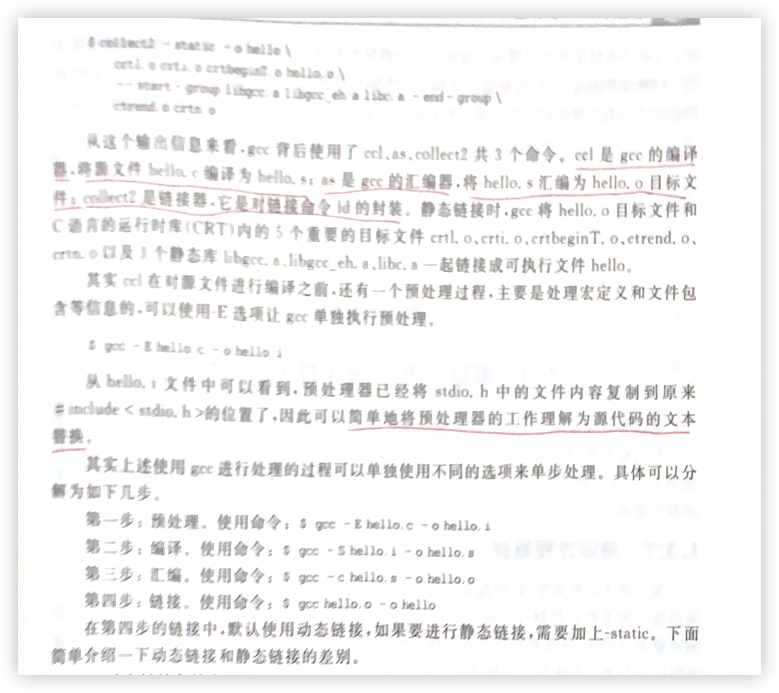 $ collect2 - static - o hello \
crt1. o crti. o crtbeginT. o hello. o \
-- start - group libgcc. a libgcc_eh. a libc. a - end - group \
ctrend. o crtn. o
从这个输出信息来看,gcc 背后使用了 cc1、as、collect2 共 3 个命令。cc1 是 gcc 的编译
器,将源文件 hello. c 编译为 hello. s; as 是 gcc 的汇编器,将 hello. s 汇编为 hello. o 目标文
件; collect2 是链接器,它是对链接命令 ld 的封装。静态链接时,gcc 将 hello. o 目标文件和
C 语言的运行时库(CRT)内的 5 个重要的目标文件 crt1. o、crti. o、crtbeginT. o、ctrend. o、
crtn. o 以及 3 个静态库 libgcc. a、libgcc_eh. a、libc. a 一起链接成可执行文件 hello。
其实 cc1 在对源文件进行编译之前,还有一个预处理过程,主要是处理宏定义和文件包
含等信息的,可以使用-E 选项让 gcc 单独执行预处理。
$ gcc - E hello. c - o hello. i
从 hello. i 文件中可以看到,预处理器已经将 stdio. h 中的文件内容复制到原来
# include < stdio. h >的位置了,因此可以简单地将预处理器的工作理解为源代码的文本
替换。
其实上述使用 gcc 进行处理的过程可以单独使用不同的选项来单步处理。具体可以分
解为如下几步。
第一步: 预处理。使用命令: $ gcc - E hello. c - o hello. i
第二步: 编译。使用命令: $ gcc - S hello. i - o hello. s
第三步: 汇编。使用命令: $ gcc - c hello. s - o hello. o
第四步: 链接。使用命令: $ gcc hello. o - o hello
在第四步的链接中,默认使用动态链接,如果要进行静态链接,需要加上-static。下面
简单介绍一下动态链接和静态链接的差别。